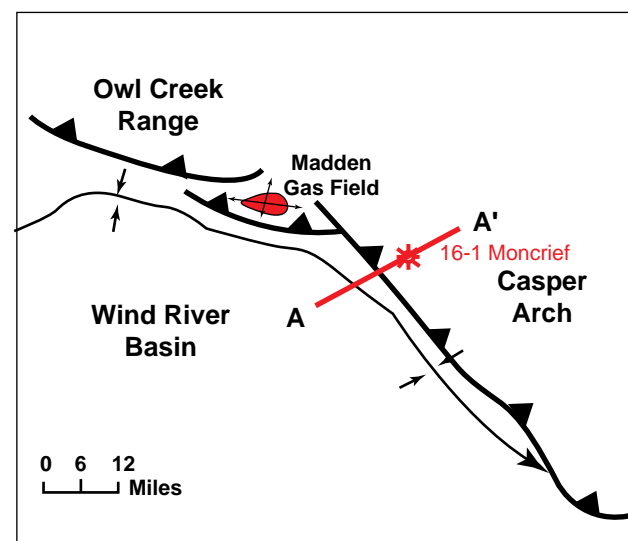 Owl Creek
Range
Madden
Gas Field
A'
16-1 Moncrief
Casper
Arch
A
Wind River
Basin
0 6 12
Miles